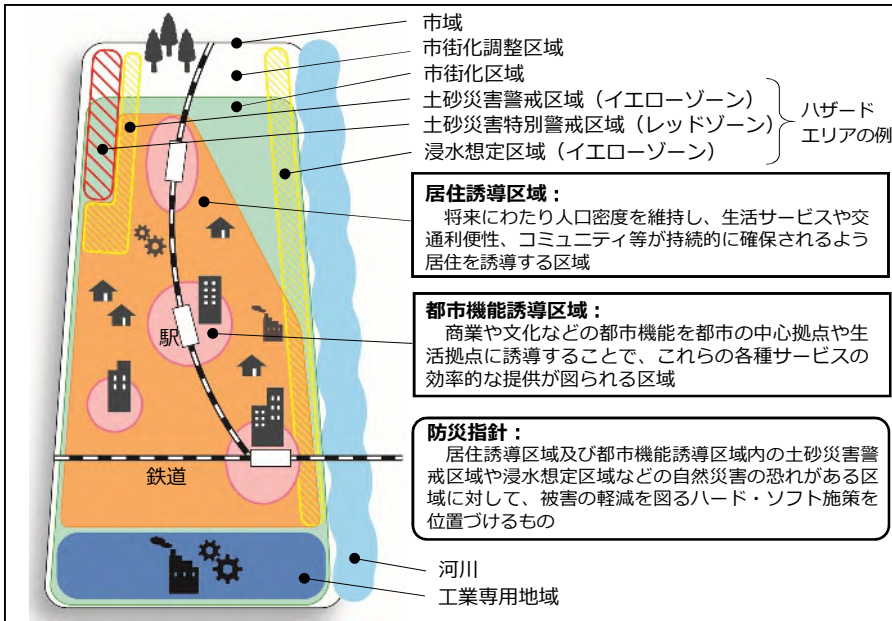 市域
市街化調整区域
市街化区域
土砂災害警戒区域（イエローゾーン）
土砂災害特別警戒区域（レッドゾーン）
浸水想定区域（イエローゾーン）
ハザード
エリアの例
居住誘導区域：
将来にわたり人口密度を維持し、生活サービスや交
通利便性、コミュニティ等が持続的に確保されるよう
居住を誘導する区域
都市機能誘導区域：
商業や文化などの都市機能を都市の中心拠点や生
活拠点に誘導することで、これらの各種サービスの
効率的な提供が図られる区域
駅
防災指針：
居住誘導区域及び都市機能誘導区域内の土砂災害警
戒区域や浸水想定区域などの自然災害の恐れがある区
域に対して、被害の軽減を図るハード・ソフト施策を
位置づけるもの
鉄道
河川
工業専用地域